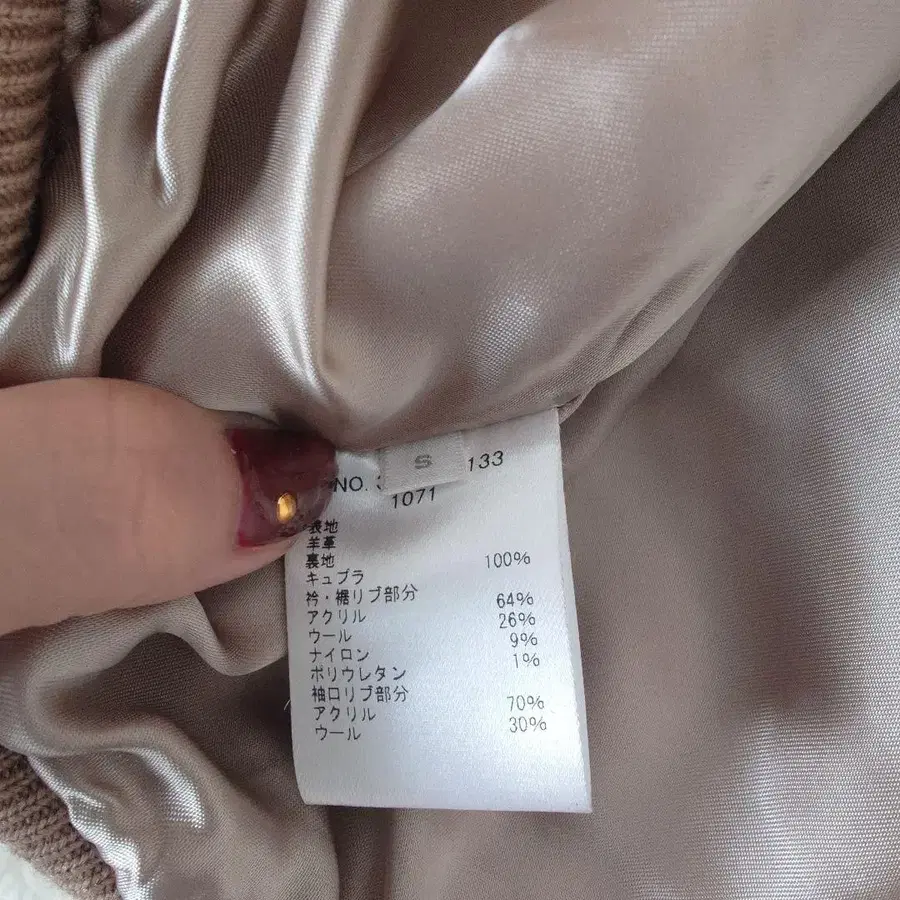 S
NO. 133
1071
表地
羊革
裏地
キュプラ 100%
衿・裾リブ部分
アクリル 64%
ウール 26%
ナイロン 9%
ポリウレタン 1%
袖口リブ部分
アクリル 70%
ウール 30%